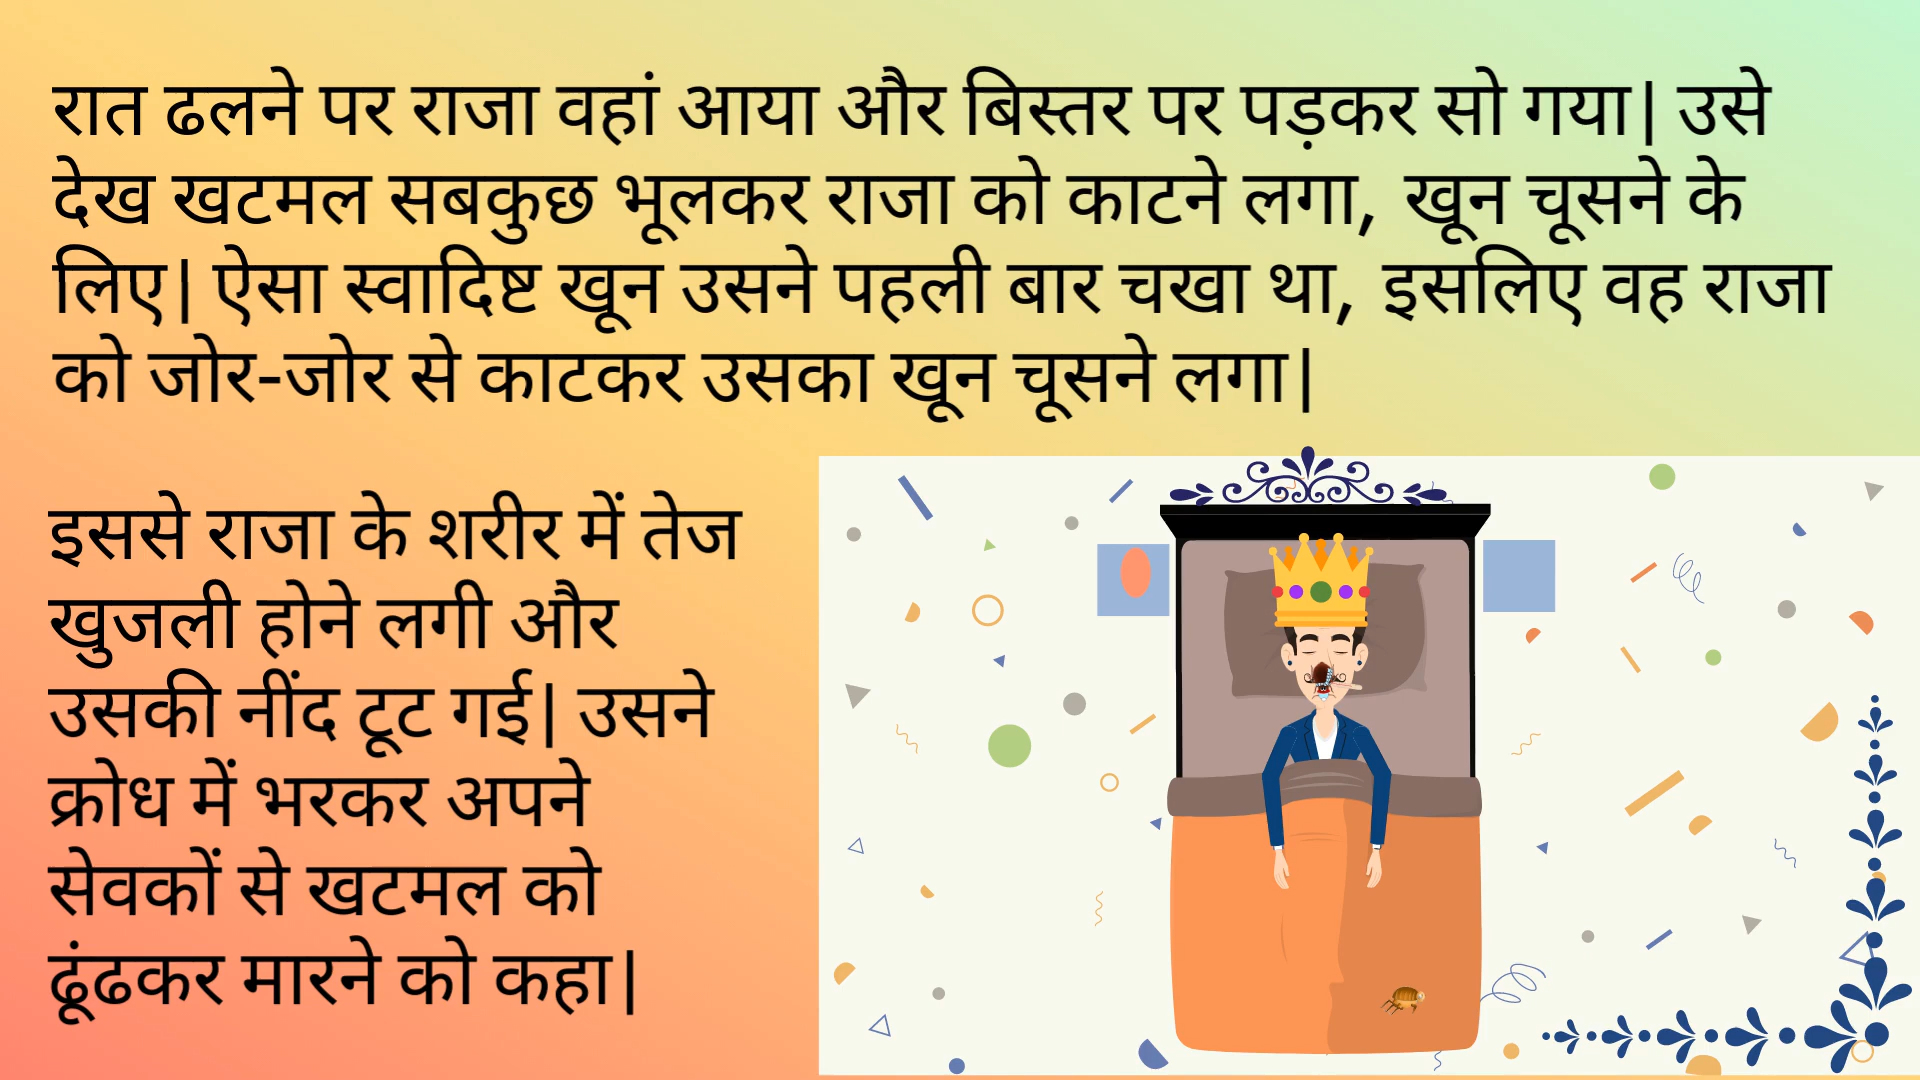 रात ढलने पर राजा वहां आया और बिस्तर पर पड़कर सो गया| उसे
देख खटमल सबकुछ भूलकर राजा को काटने लगा, खून चूसने के
लिए| ऐसा स्वादिष्ट खून उसने पहली बार चखा था, इसलिए वह राजा
को जोर-जोर से काटकर उसका खून चूसने लगा|
इससे राजा के शरीर में तेज
खुजली होने लगी और
उसकी नींद टूट गई| उसने
क्रोध में भरकर अपने
सेवकों से खटमल को
ढूंढकर मारने को कहा|